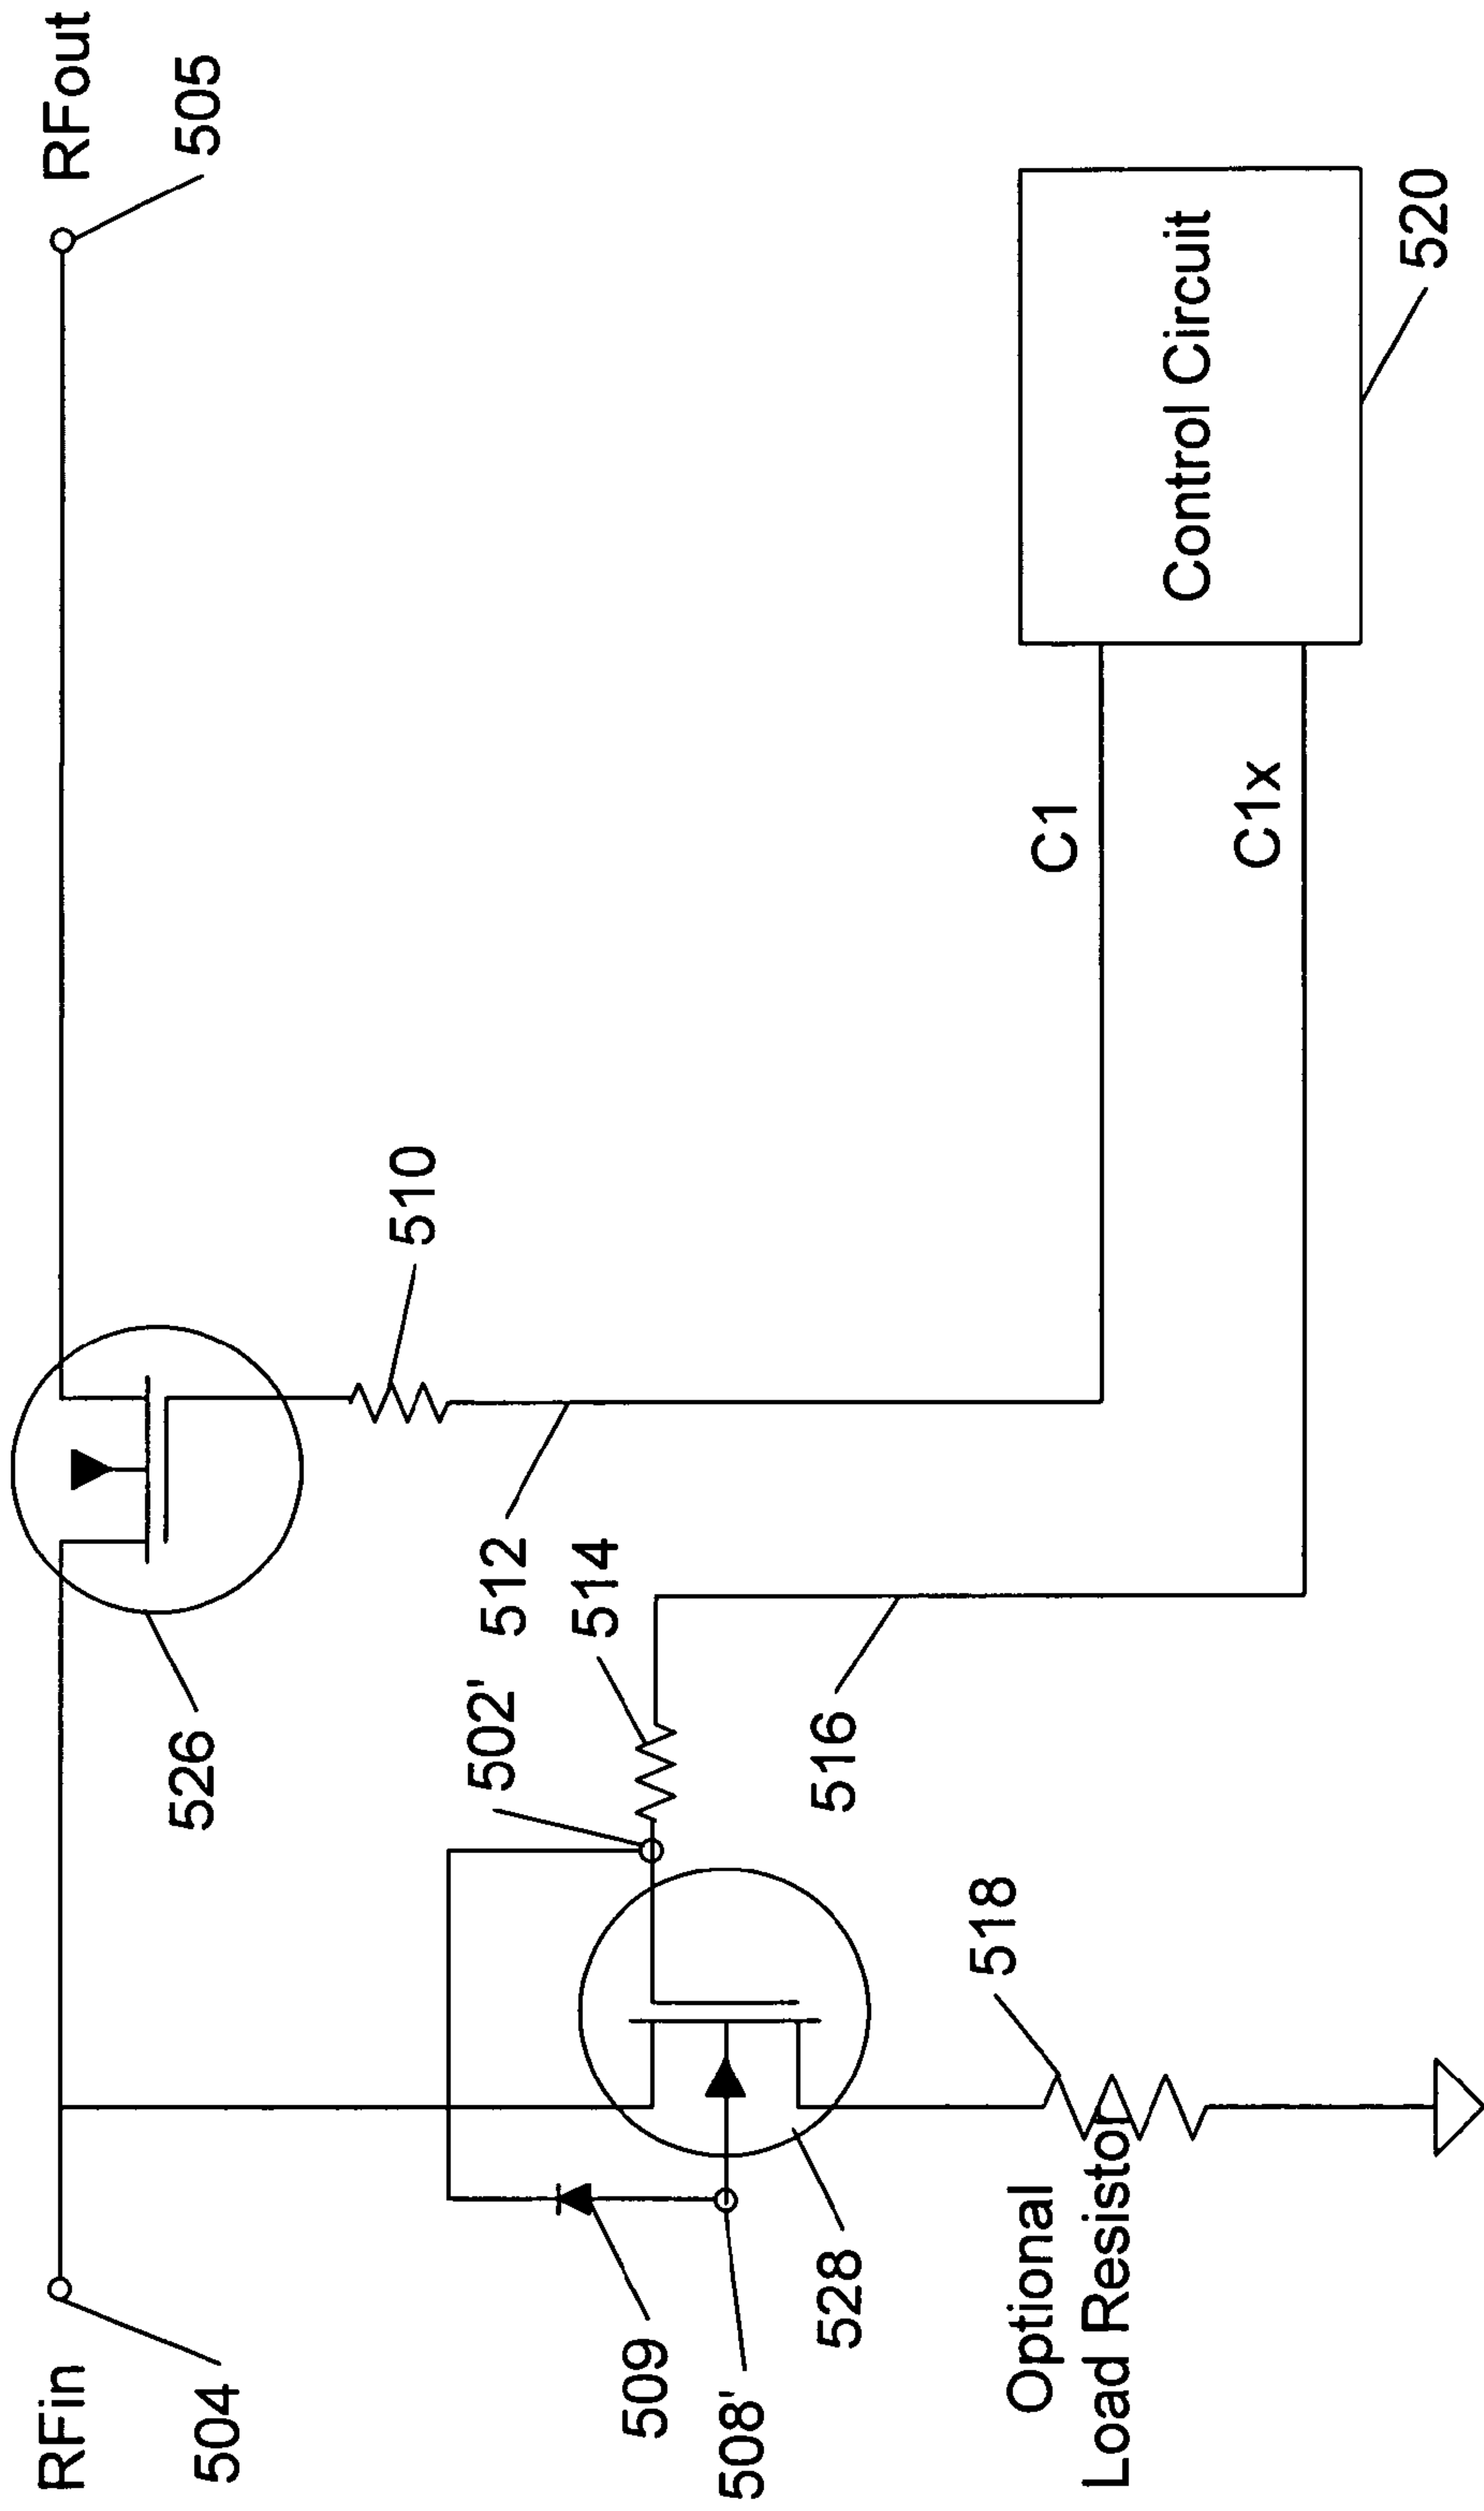 RFin
504
526
RFout
505
510
512
514
502'
516
509
508'
528
518
Optional
Load Resistor
C1
C1x
Control Circuit
520